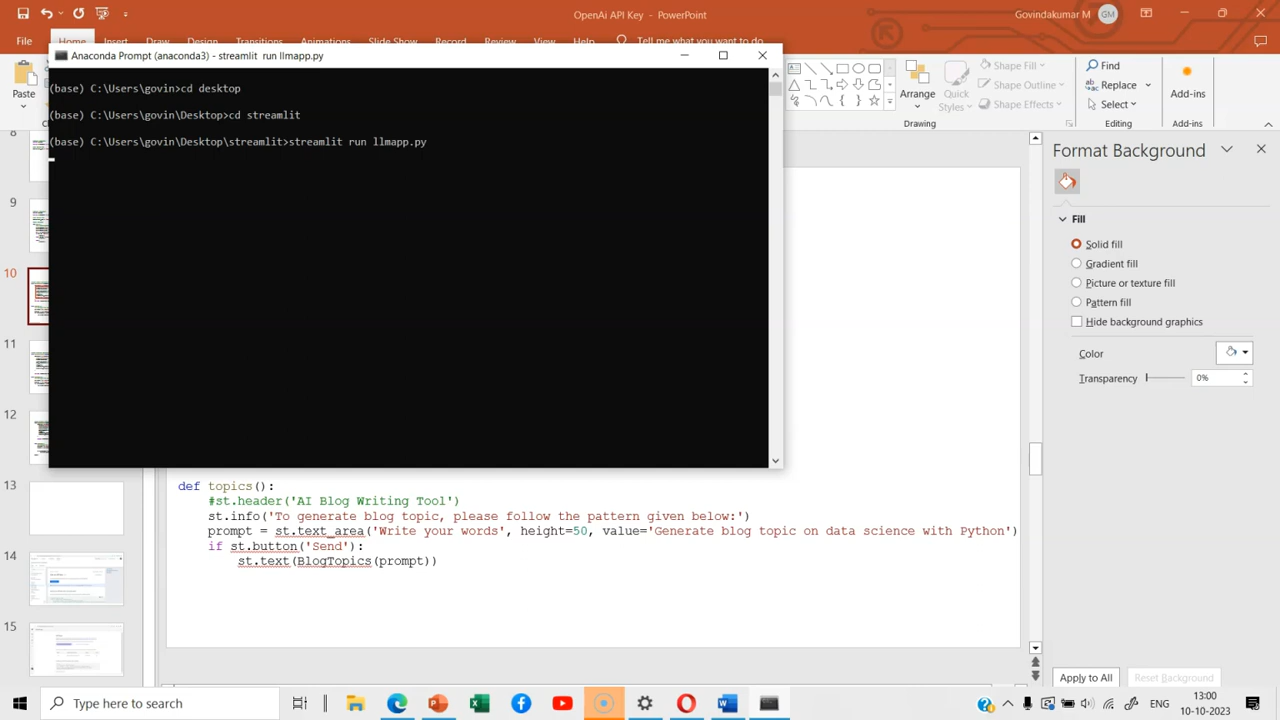 OpenAi API Key - PowerPoint
Govindakumar M
GM
File
Home
Insert
Draw
Design
Transitions
Animations
Slide Show
Record
Review
View
Help
Tell me what you want to do
Anaconda Prompt (anaconda3) - streamlit run llmapp.py
(base) C:\Users\govin>cd desktop
(base) C:\Users\govin\Desktop>cd streamlit
(base) C:\Users\govin\Desktop\streamlit>streamlit run llmapp.py
Paste
Arrange
Quick
Styles
Shape Fill
Shape Outline
Shape Effects
Drawing
Find
Replace
Select
Editing
Add-ins
Add-ins
Format Background
Fill
Solid fill
Gradient fill
Picture or texture fill
Pattern fill
Hide background graphics
Color
Transparency
0%
Apply to All
Reset Background
8
9
10
11
12
13
14
15
def topics():
#st.header('AI Blog Writing Tool')
st.info('To generate blog topic, please follow the pattern given below:')
prompt = st.text_area('Write your words', height=50, value='Generate blog topic on data science with Python')
if st.button('Send'):
st.text(BlogTopics(prompt))
Type here to search
ENG
13:00
10-10-2023